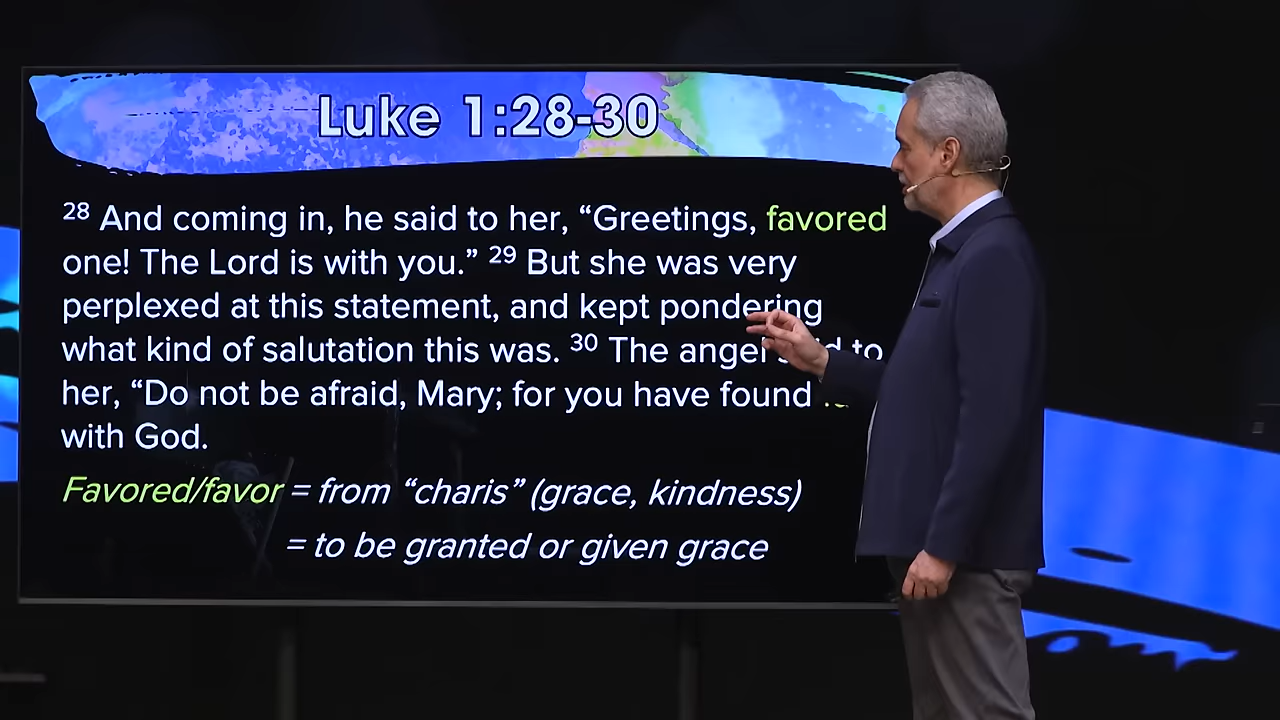 Luke 1:28-30
28 And coming in, he said to her, “Greetings, favored
one! The Lord is with you.” 29 But she was very
perplexed at this statement, and kept pondering
what kind of salutation this was. 30 The angel to
her, “Do not be afraid, Mary; for you have found
with God.
Favored/favor = from “charis” (grace, kindness)
= to be granted or given grace